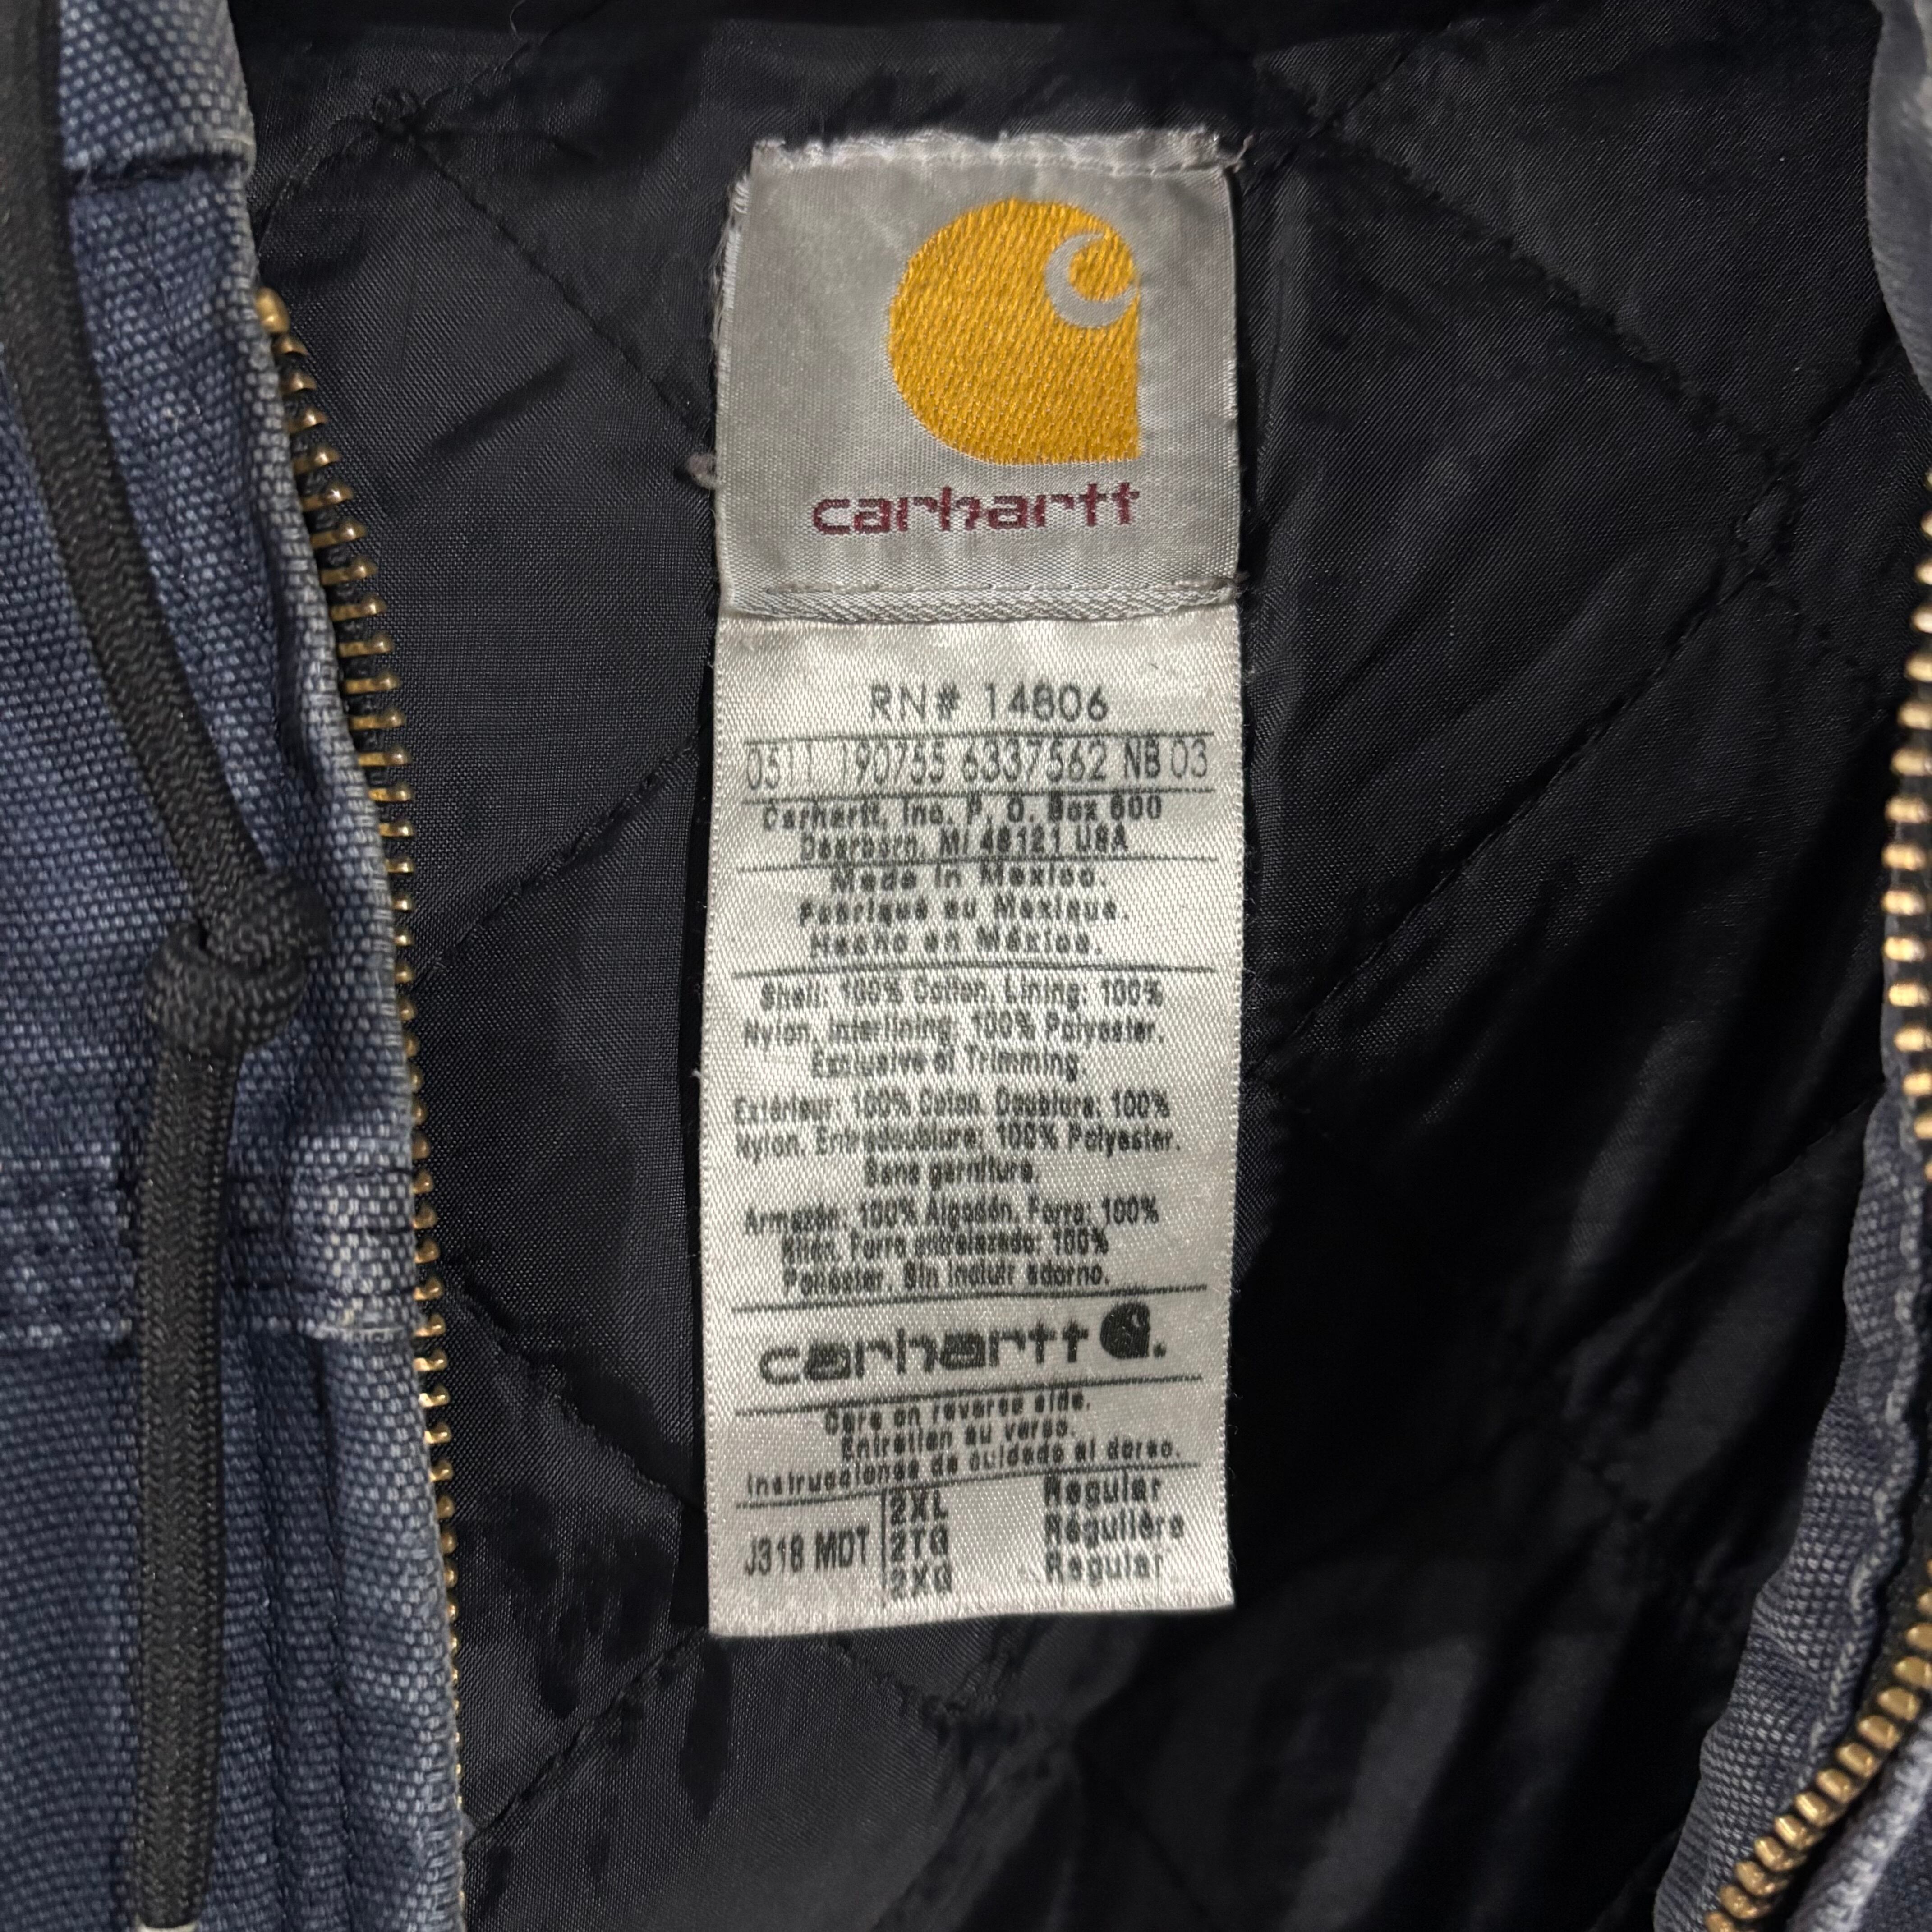 carhartt
RN# 14806
0511 190755 6337562 NB 03
Carhartt, Inc. P. O. Box 600
Dearborn, MI 48121 USA
Made in Mexico.
Fabriqué au Mexique.
Hecho en México.
Shell: 100% Cotton, Lining: 100%
Nylon, Interlining: 100% Polyester.
Exclusive of Trimming.
Extérieur: 100% Coton, Doublure: 100%
Nylon, Entredoublure: 100% Polyester.
Sans garniture.
Armazón: 100% Algodón, Forro: 100%
Nilón, Forro entrelazado: 100%
Poliéster, Sin incluir adorno.
carhartt
Care on reverse side.
Entretien au verso.
Instrucciones de cuidado al dorso.
J318 MDT 2XL Regular
2TG Régulière
2XG Regular